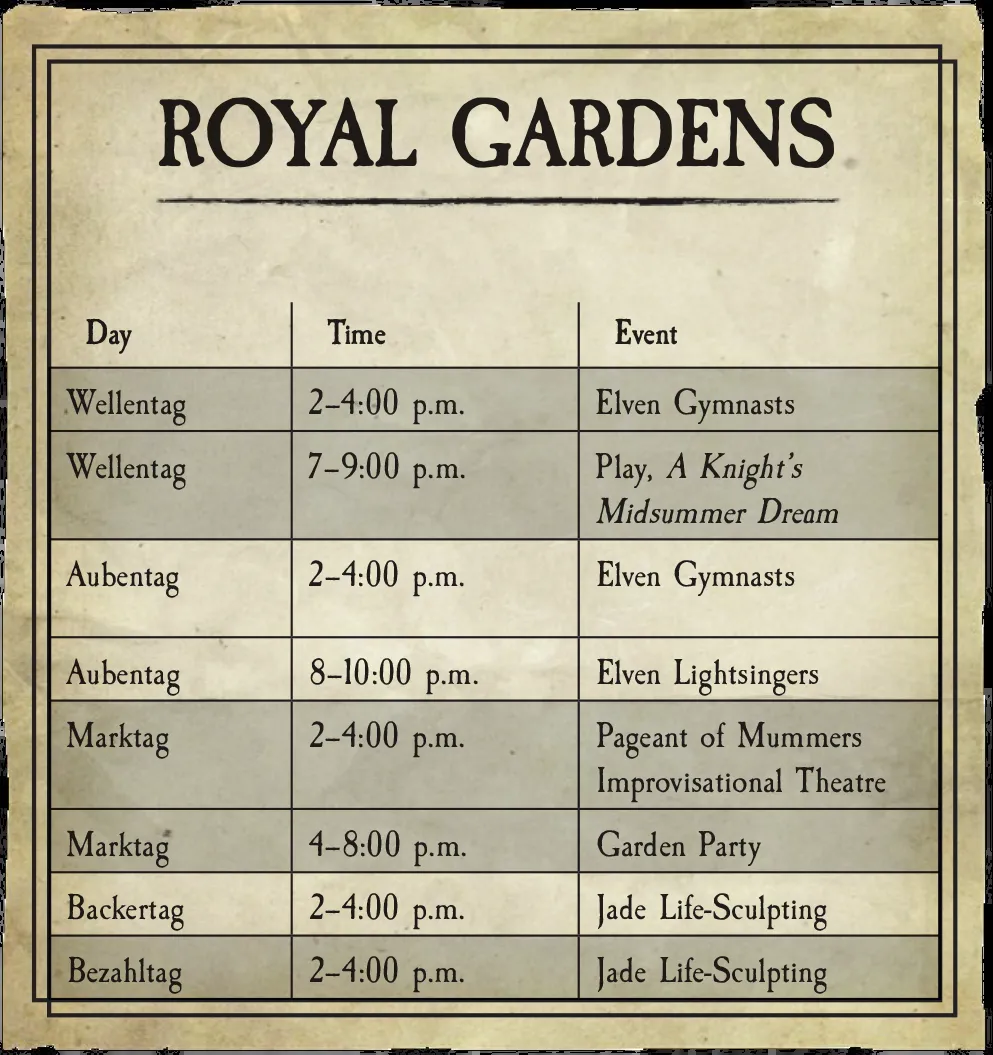 ROYAL GARDENS
Day Time Event
Wellentag 2–4:00 p.m. Elven Gymnasts
Wellentag 7–9:00 p.m. Play, A Knight's
Midsummer Dream
Aubentag 2–4:00 p.m. Elven Gymnasts
Aubentag 8–10:00 p.m. Elven Lightsingers
Marktag 2–4:00 p.m. Pageant of Mummers
Improvisational Theatre
Marktag 4–8:00 p.m. Garden Party
Backertag 2–4:00 p.m. Jade Life-Sculpting
Bezahltag 2–4:00 p.m. Jade Life-Sculpting